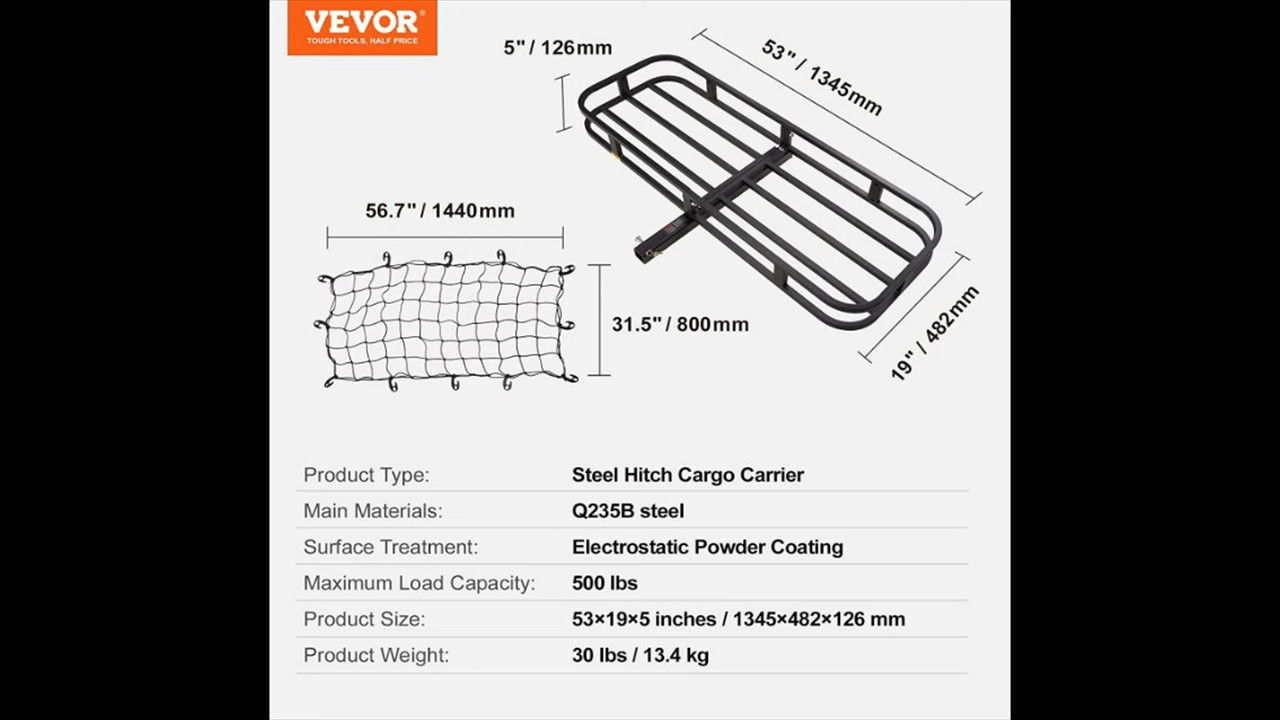 VEVOR®
TOUGH TOOLS, HALF PRICE
5" / 126mm
53" / 1345mm
56.7" / 1440mm
31.5" / 800mm
19" / 482mm
Product Type: Steel Hitch Cargo Carrier
Main Materials: Q235B steel
Surface Treatment: Electrostatic Powder Coating
Maximum Load Capacity: 500 lbs
Product Size: 53×19×5 inches / 1345×482×126 mm
Product Weight: 30 lbs / 13.4 kg